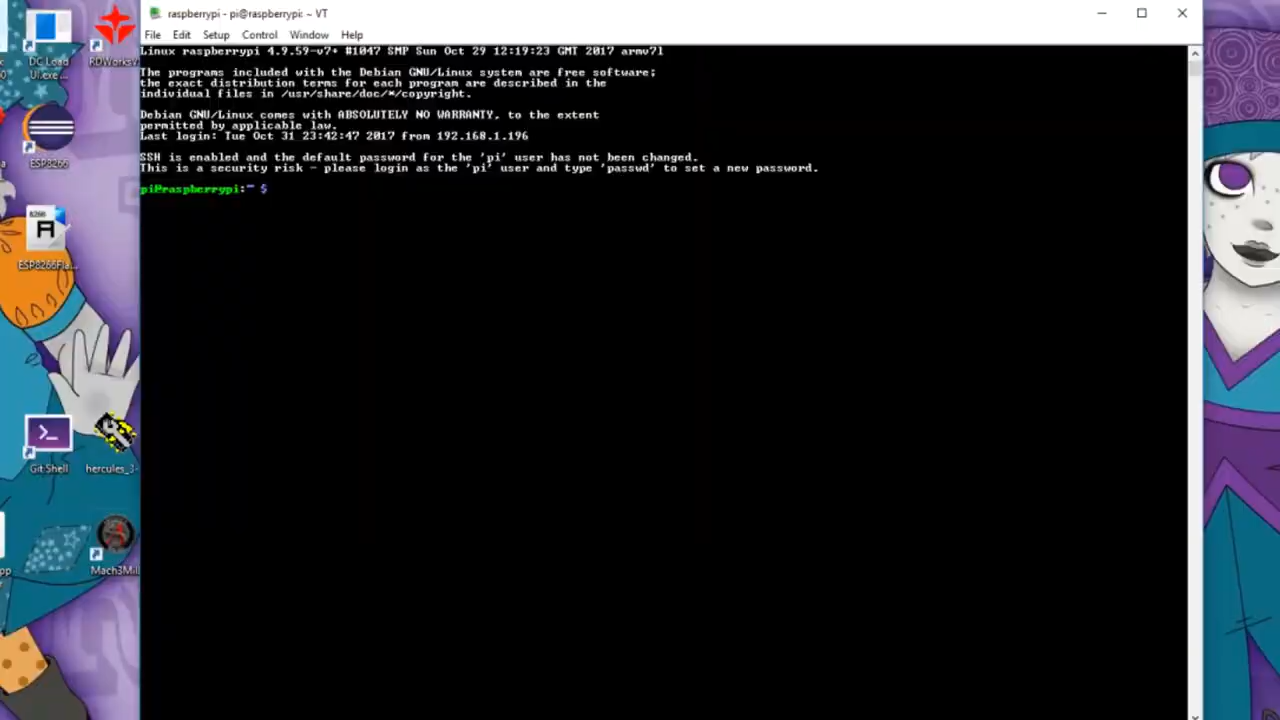 raspberrypi - pi@raspberrypi: ~ VT
File Edit Setup Control Window Help
Linux raspberrypi 4.9.59-v7+ #1047 SMP Sun Oct 29 12:19:23 GMT 2017 armv7l
The programs included with the Debian GNU/Linux system are free software;
the exact distribution terms for each program are described in the
individual files in /usr/share/doc/*/copyright.
Debian GNU/Linux comes with ABSOLUTELY NO WARRANTY, to the extent
permitted by applicable law.
Last login: Tue Oct 31 23:42:47 2017 from 192.168.1.196
SSH is enabled and the default password for the 'pi' user has not been changed.
This is a security risk - please login as the 'pi' user and type 'passwd' to set a new password.
pi@raspberrypi:~ $
DC Load
UI.exe...
RDWorksV
ESP8266
8266
A
ESP8266Fla...
Git Shell
hercules_3-
Mach3Mill